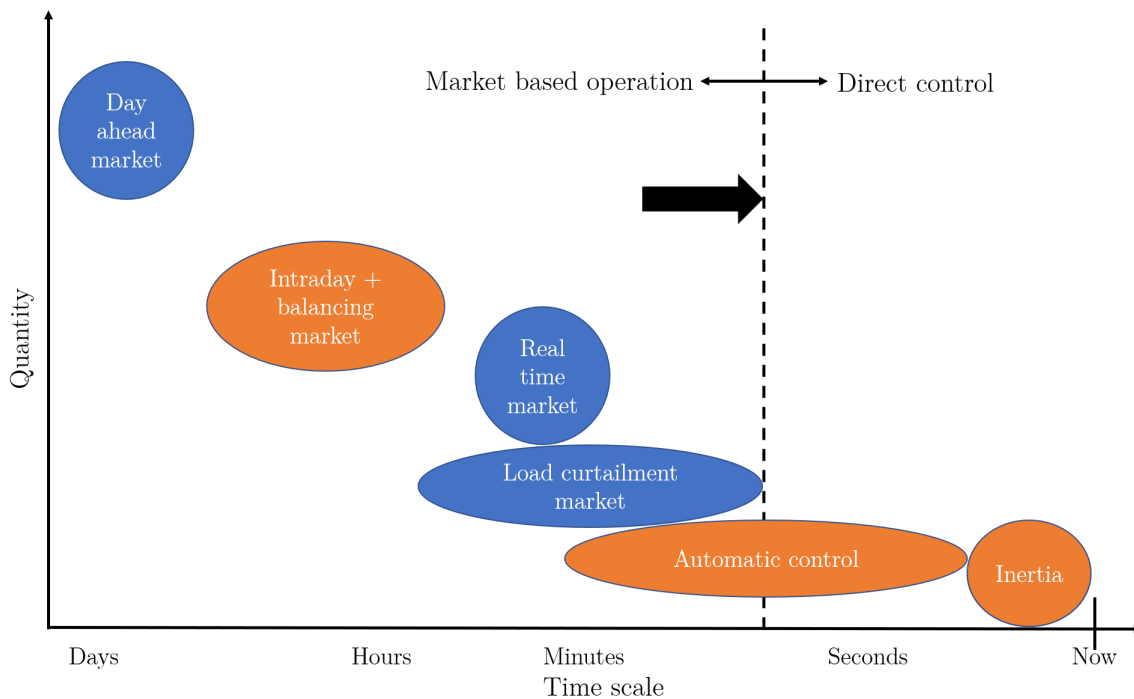 Market based operation
Direct control
Day
ahead
market
Intraday +
balancing
market
Real
time
market
Load curtailment
market
Automatic control
Inertia
Quantity
Days
Hours
Minutes
Seconds
Now
Time scale